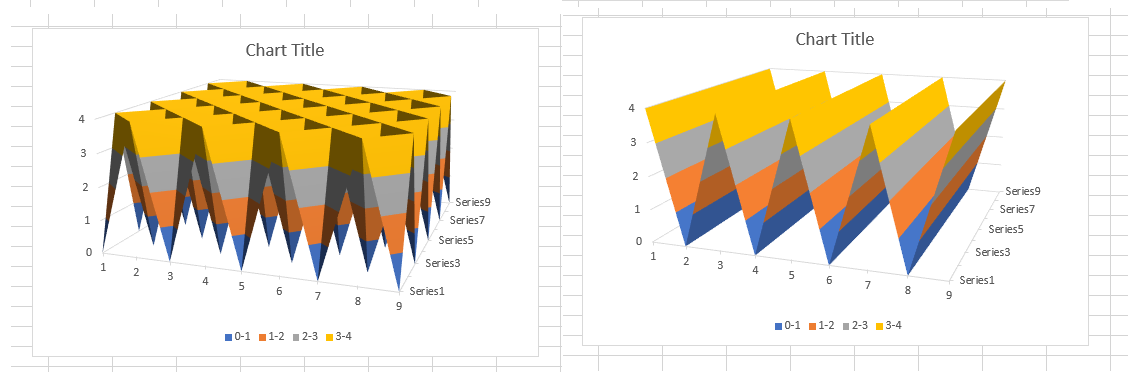 Chart Title
4
3
2
1
0
1 2 3 4 5 6 7 8 9
Series9
Series7
Series5
Series3
Series1
0-1 1-2 2-3 3-4
Chart Title
4
3
2
1
0
1 2 4 5 6 7 8 9
Series9
Series7
Series5
Series3
Series1
0-1 1-2 2-3 3-4